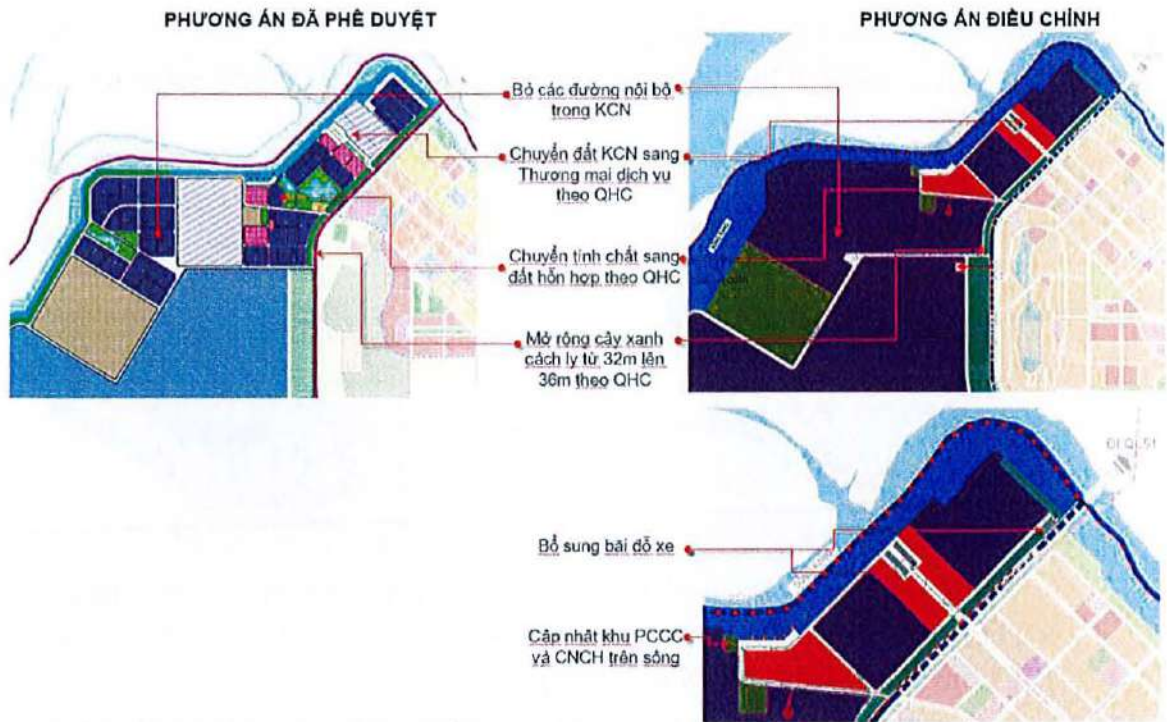 PHƯƠNG ÁN ĐÃ PHÊ DUYỆT
PHƯƠNG ÁN ĐIỀU CHỈNH
Bỏ các đường nội bộ
trong KCN
Chuyển đất KCN sang
Thương mại dịch vụ
theo QHC
Chuyển tính chất sang
đất hỗn hợp theo QHC
Mở rộng cây xanh
cách ly từ 32m lên
36m theo QHC
ĐI QL51
Bổ sung bãi đỗ xe
Cập nhật khu PCCC
và CNCH trên sông